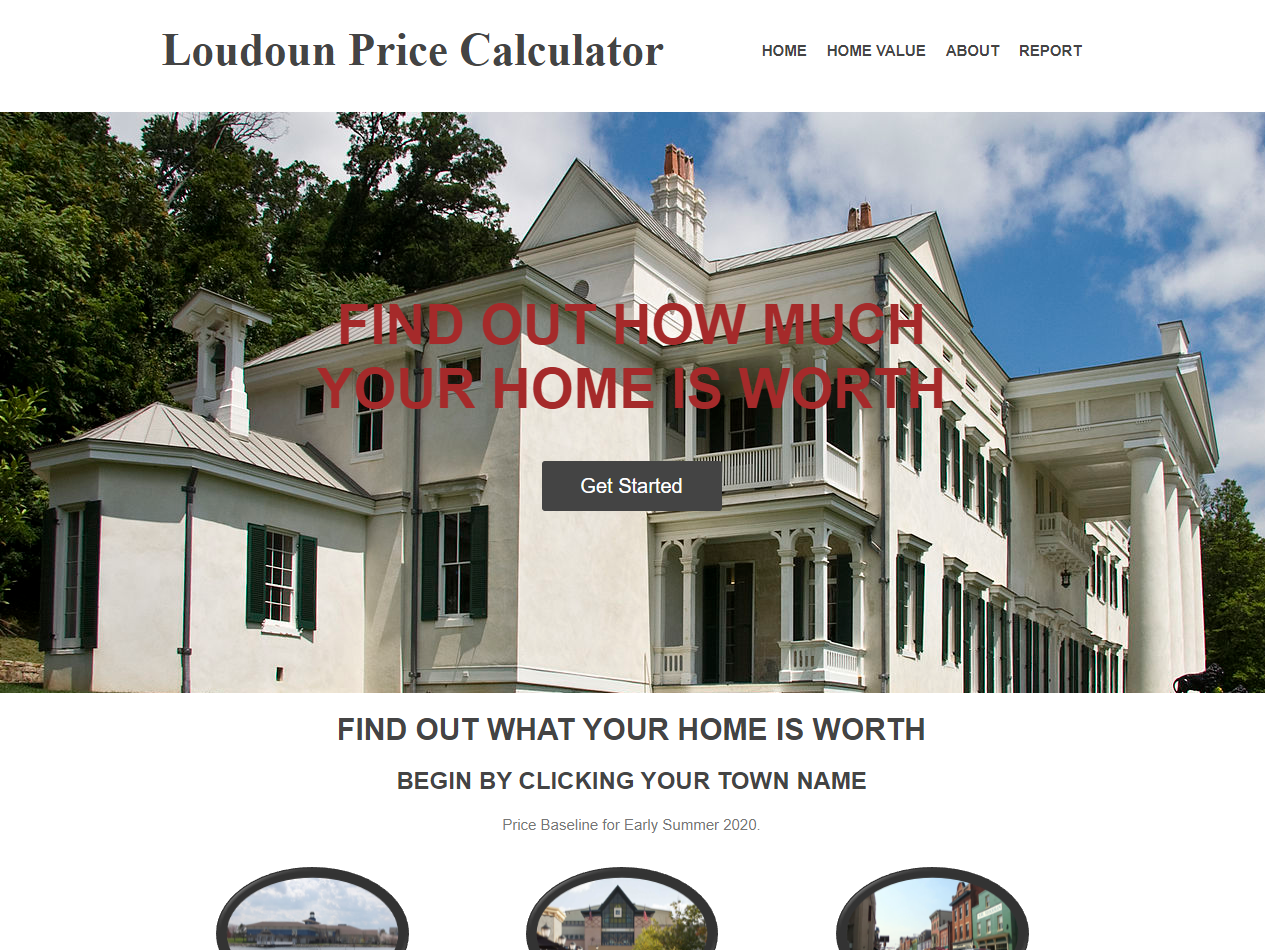 Loudoun Price Calculator
HOME HOME VALUE ABOUT REPORT
FIND OUT HOW MUCH
YOUR HOME IS WORTH
Get Started
FIND OUT WHAT YOUR HOME IS WORTH
BEGIN BY CLICKING YOUR TOWN NAME
Price Baseline for Early Summer 2020.